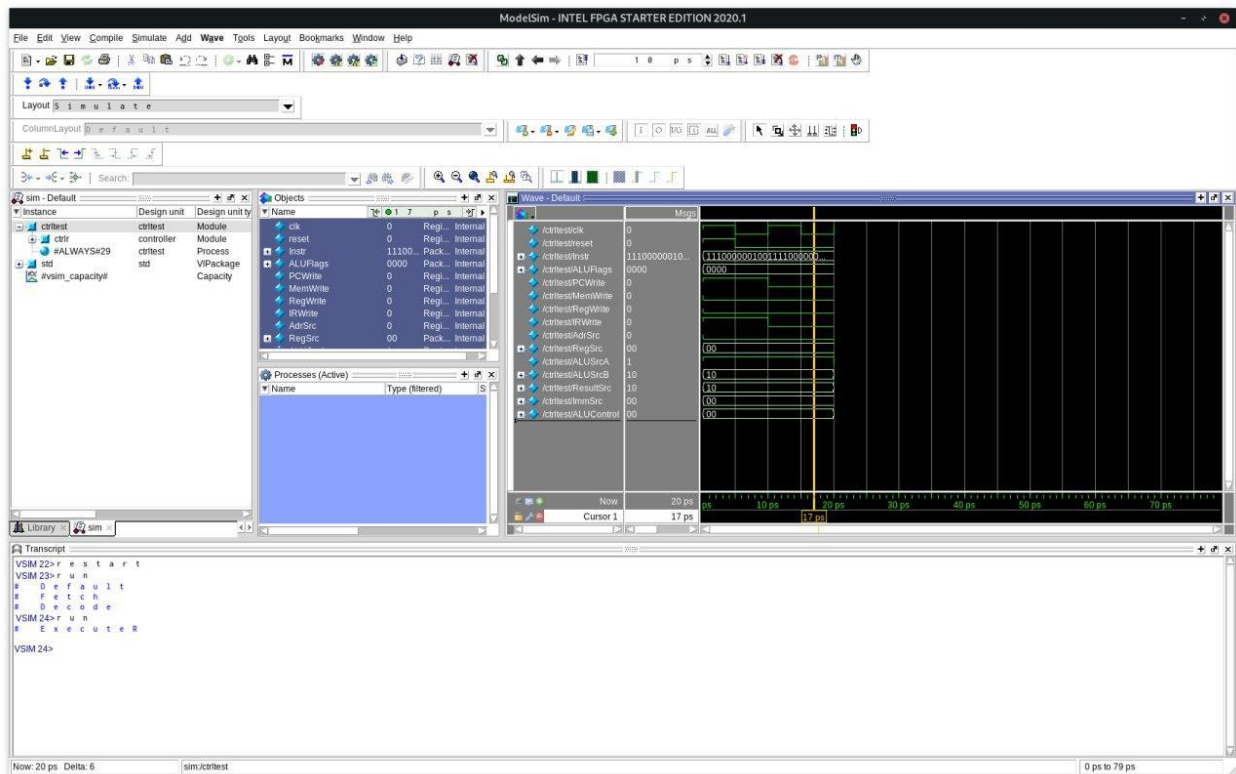 ModelSim - INTEL FPGA STARTER EDITION 2020.1
File Edit View Compile Simulate Add Wave Tools Layout Bookmarks Window Help
10 ps
Layout Simulate
ColumnLayout Default
Search:
sim - Default
Instance Design unit Design unit ty
ctrltest ctrltest Module
ctrlr controller Module
#ALWAYS#29 ctrltest Process
std std VIPackage
#vsim_capacity# Capacity
Library sim
Objects
Name 17 ps
clk 0 Regi... Internal
reset 0 Regi... Internal
Instr 11100... Pack... Internal
ALUFlags 0000 Pack... Internal
PCWrite 0 Regi... Internal
MemWrite 0 Regi... Internal
RegWrite 0 Regi... Internal
IRWrite 0 Regi... Internal
AdrSrc 0 Regi... Internal
RegSrc 00 Pack... Internal
Processes (Active)
Name Type (filtered) S
Wave - Default
Msgs
/ctrltest/clk 0
/ctrltest/reset 0
/ctrltest/Instr 11100000010... 1110000001001111000000...
/ctrltest/ALUFlags 0000 0000
/ctrltest/PCWrite 0
/ctrltest/MemWrite 0
/ctrltest/RegWrite 0
/ctrltest/IRWrite 0
/ctrltest/AdrSrc 0
/ctrltest/RegSrc 00 00
/ctrltest/ALUSrcA 1
/ctrltest/ALUSrcB 10 10
/ctrltest/ResultSrc 10 10
/ctrltest/ImmSrc 00 00
/ctrltest/ALUControl 00 00
Now 20 ps ps 10 ps 20 ps 30 ps 40 ps 50 ps 60 ps 70 ps
Cursor 1 17 ps 17 ps
Transcript
VSIM 22> restart
VSIM 23> run
# Default
# Fetch
# Decode
VSIM 24> run
# ExecuteR
VSIM 24>
Now: 20 ps Delta: 6 sim:/ctrltest 0 ps to 79 ps